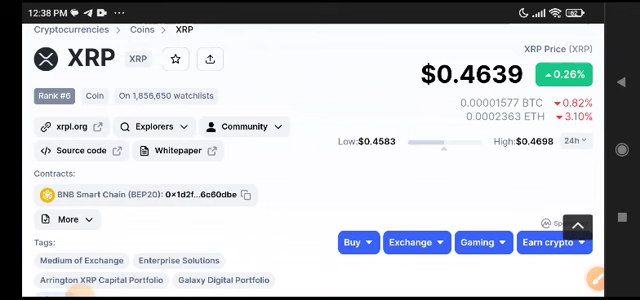 12:38 PM
62
Cryptocurrencies > Coins > XRP
XRP XRP
XRP Price (XRP)
$0.4639 0.26%
Rank #6 Coin On 1,856,650 watchlists
0.00001577 BTC 0.82%
0.0002363 ETH 3.10%
xrpl.org Explorers Community
Low:$0.4583 High:$0.4698 24h
Source code Whitepaper
Contracts:
BNB Smart Chain (BEP20): 0x1d2f...6c60dbe
More
Tags:
Buy Exchange Gaming Earn crypto
Medium of Exchange Enterprise Solutions
Arrington XRP Capital Portfolio Galaxy Digital Portfolio